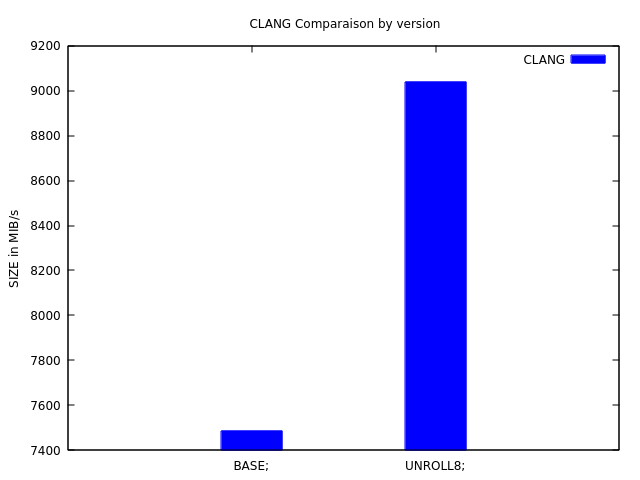 CLANG Comparaison by version
CLANG
SIZE in MIB/s
9200
9000
8800
8600
8400
8200
8000
7800
7600
7400
BASE;
UNROLL8;